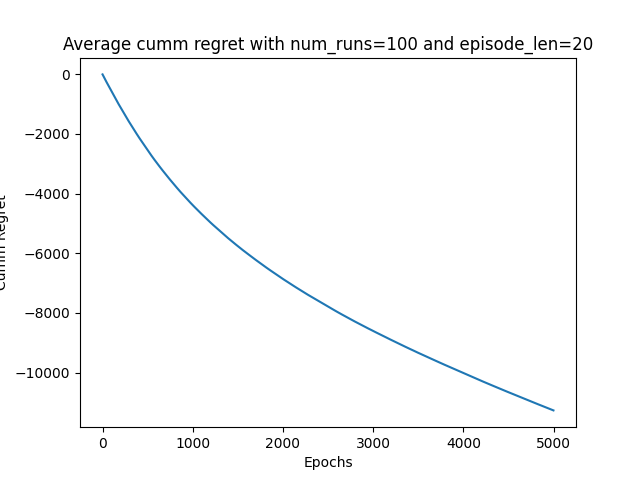 Average cumm regret with num_runs=100 and episode_len=20
0
−2000
−4000
−6000
−8000
−10000
Cumm Regret
0 1000 2000 3000 4000 5000
Epochs